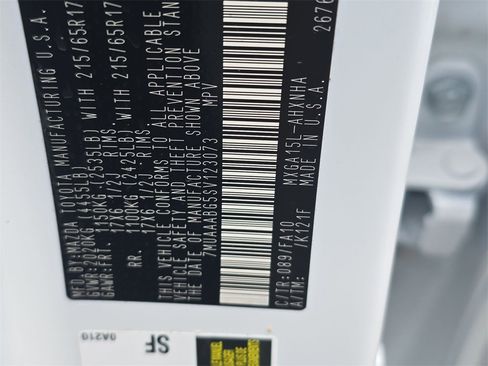 MFD BY:MAZDA TOYOTA MANUFACTURING U.S.A.
GVWR:2020KG(4455LB)
GAWR:FRT. 1150KG (2535LB) WITH 215/65R17
17X6 1/2J RIMS
RR. 1100KG (2425LB) WITH 215/65R17
17X6 1/2J RIMS
THIS VEHICLE CONFORMS TO ALL APPLICABLE
VEHICLE SAFETY AND THEFT PREVENTION STAN
THE DATE OF MANUFACTURE SHOWN ABOVE
7MUAAABG5SV123073 MPV
C/TR:089/FA10 MXGA15L-AHXNHA
A/TM: /K121F MADE IN U.S.A.
2676
SF
0A210